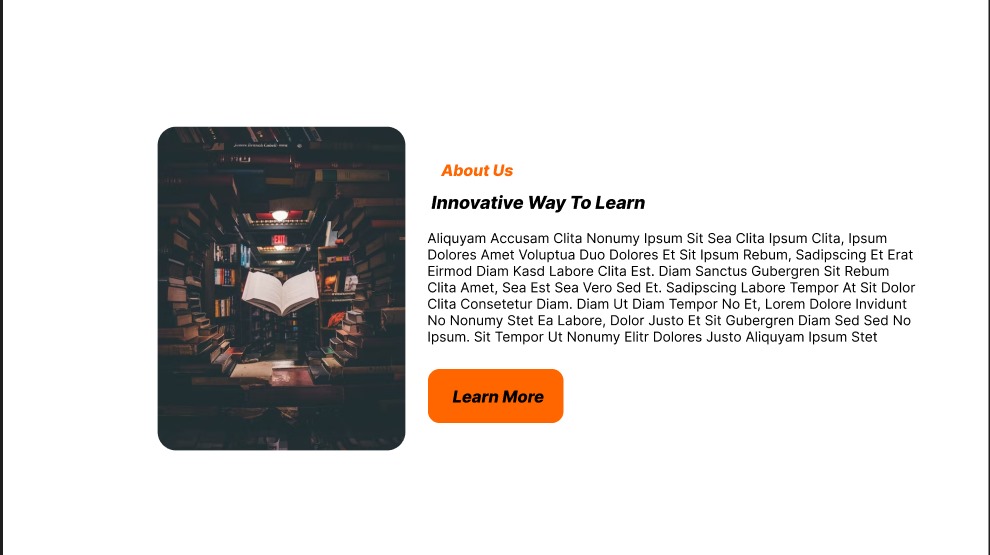 EXIT
About Us
Innovative Way To Learn
Aliquyam Accusam Clita Nonumy Ipsum Sit Sea Clita Ipsum Clita, Ipsum
Dolores Amet Voluptua Duo Dolores Et Sit Ipsum Rebum, Sadipscing Et Erat
Eirmod Diam Kasd Labore Clita Est. Diam Sanctus Gubergren Sit Rebum
Clita Amet, Sea Est Sea Vero Sed Et. Sadipscing Labore Tempor At Sit Dolor
Clita Consetetur Diam. Diam Ut Diam Tempor No Et, Lorem Dolore Invidunt
No Nonumy Stet Ea Labore, Dolor Justo Et Sit Gubergren Diam Sed Sed No
Ipsum. Sit Tempor Ut Nonumy Elitr Dolores Justo Aliquyam Ipsum Stet
Learn More